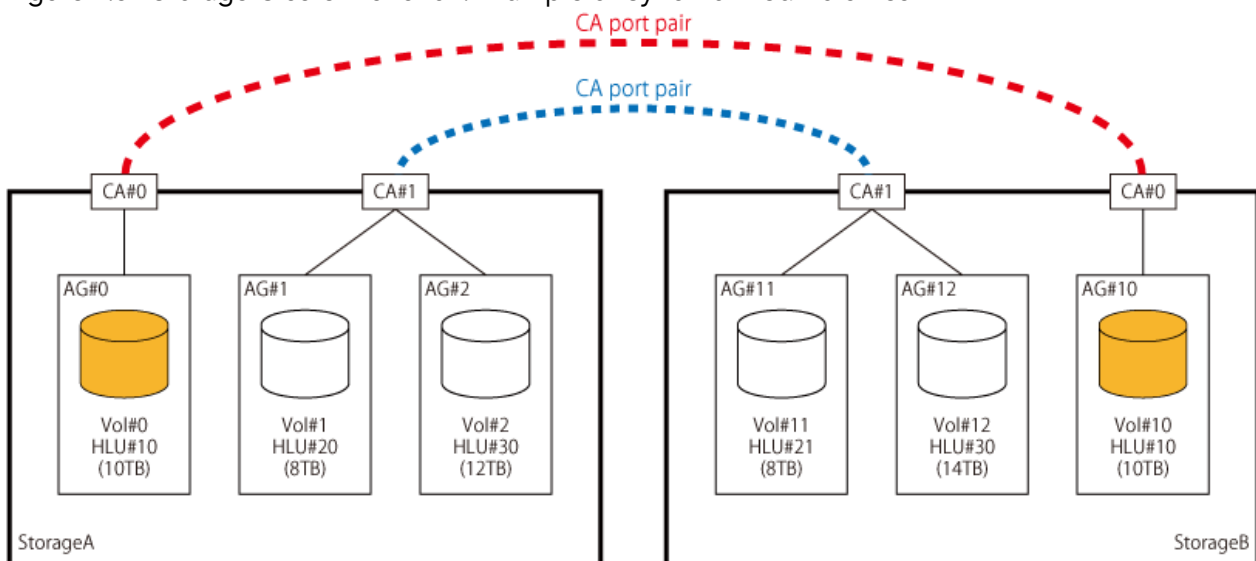 CA port pair
CA port pair
CA#0
CA#1
CA#1
CA#0
AG#0
AG#1
AG#2
AG#11
AG#12
AG#10
Vol#0
HLU#10
(10TB)
Vol#1
HLU#20
(8TB)
Vol#2
HLU#30
(12TB)
Vol#11
HLU#21
(8TB)
Vol#12
HLU#30
(14TB)
Vol#10
HLU#10
(10TB)
StorageA
StorageB